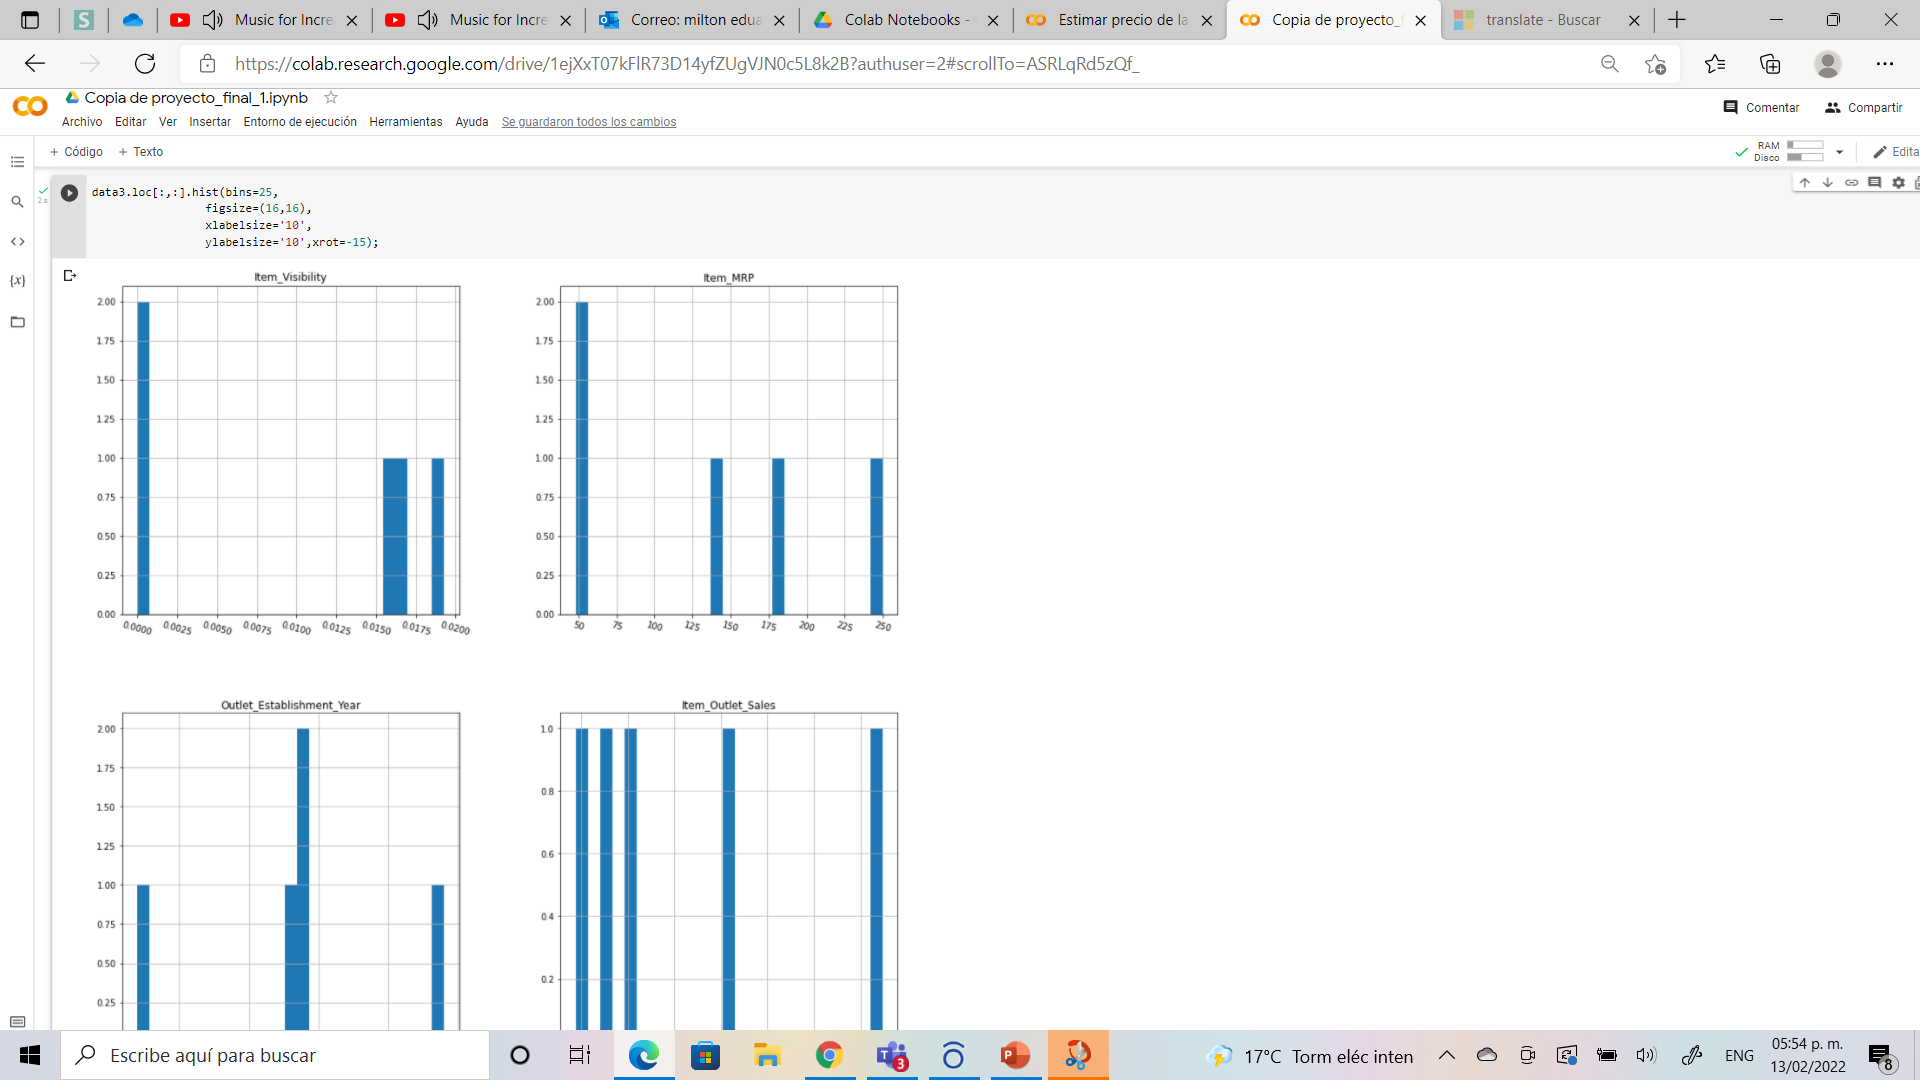 Music for Incre
Music for Incre
Correo: milton edua
Colab Notebooks -
Estimar precio de la
Copia de proyecto_f
translate - Buscar
https://colab.research.google.com/drive/1ejXxT07kFlR73D14yfZUgVJN0c5L8k2B?authuser=2#scrollTo=ASRLqRd5zQf_
Copia de proyecto_final_1.ipynb
Comentar
Compartir
Archivo Editar Ver Insertar Entorno de ejecución Herramientas Ayuda Se guardaron todos los cambios
+ Código + Texto
RAM
Disco
Edita
2 s
data3.loc[:,:].hist(bins=25,
figsize=(16,16),
xlabelsize='10',
ylabelsize='10',xrot=-15);
Item_Visibility
2.00
1.75
1.50
1.25
1.00
0.75
0.50
0.25
0.00
0.0000 0.0025 0.0050 0.0075 0.0100 0.0125 0.0150 0.0175 0.0200
Item_MRP
2.00
1.75
1.50
1.25
1.00
0.75
0.50
0.25
0.00
50 75 100 125 150 175 200 225 250
Outlet_Establishment_Year
2.00
1.75
1.50
1.25
1.00
0.75
0.50
0.25
Item_Outlet_Sales
1.0
0.8
0.6
0.4
0.2
Escribe aquí para buscar
3
17°C Torm eléc inten
ENG
05:54 p. m.
13/02/2022
8